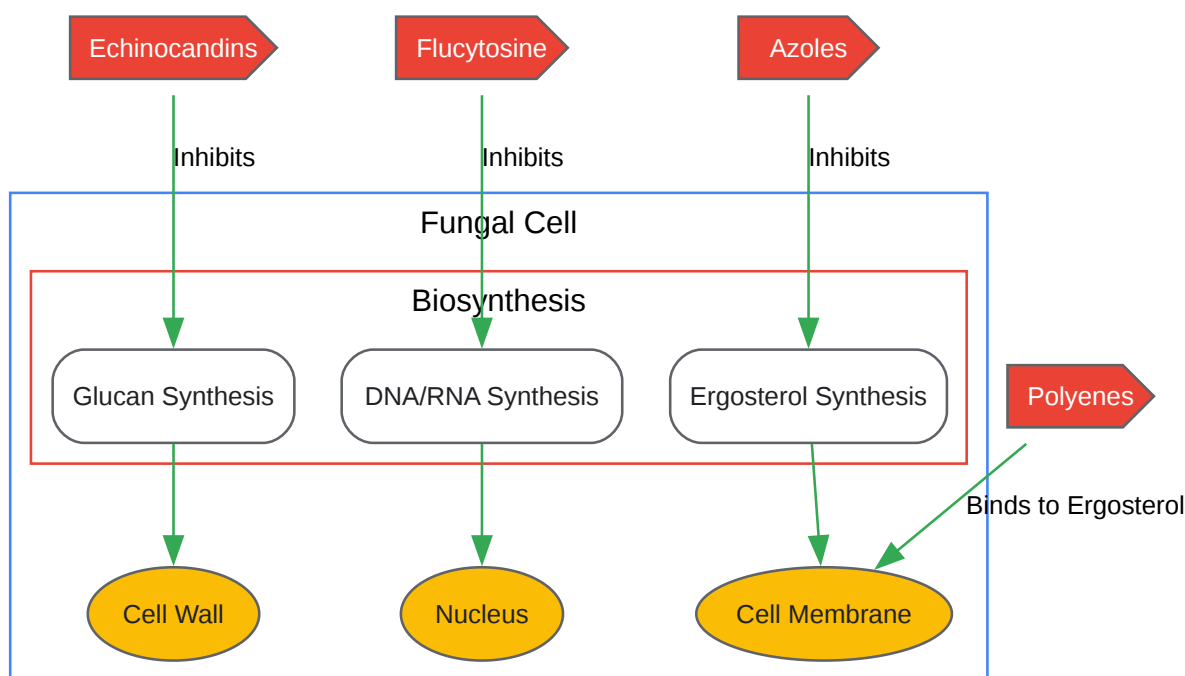 Echinocandins
Flucytosine
Azoles
Inhibits
Inhibits
Inhibits
Fungal Cell
Biosynthesis
Glucan Synthesis
DNA/RNA Synthesis
Ergosterol Synthesis
Polyenes
Binds to Ergosterol
Cell Wall
Nucleus
Cell Membrane